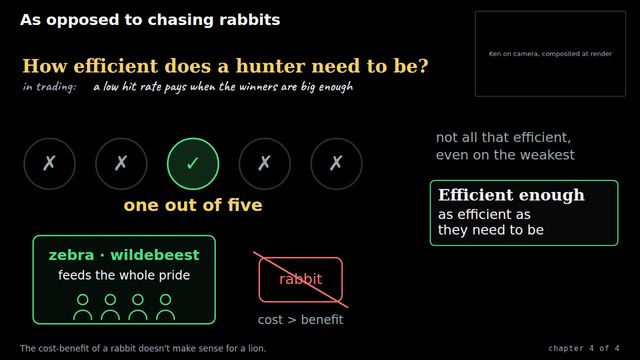 As opposed to chasing rabbits
Ken on camera, composited at render
How efficient does a hunter need to be?
in trading: a low hit rate pays when the winners are big enough
✗ ✗ ✓ ✗ ✗
one out of five
not all that efficient,
even on the weakest
Efficient enough
as efficient as
they need to be
zebra · wildebeest
feeds the whole pride
rabbit
cost > benefit
The cost-benefit of a rabbit doesn't make sense for a lion.
chapter 4 of 4